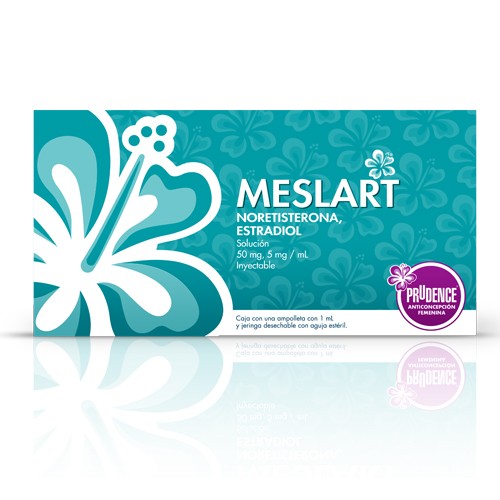 MESLART
NORETISTERONA,
ESTRADIOL
Solución
50 mg, 5 mg / mL
Inyectable
PRUDENCE
ANTICONCEPCIÓN
FEMENINA
Caja con una ampolleta con 1 mL
y jeringa desechable con aguja estéril.